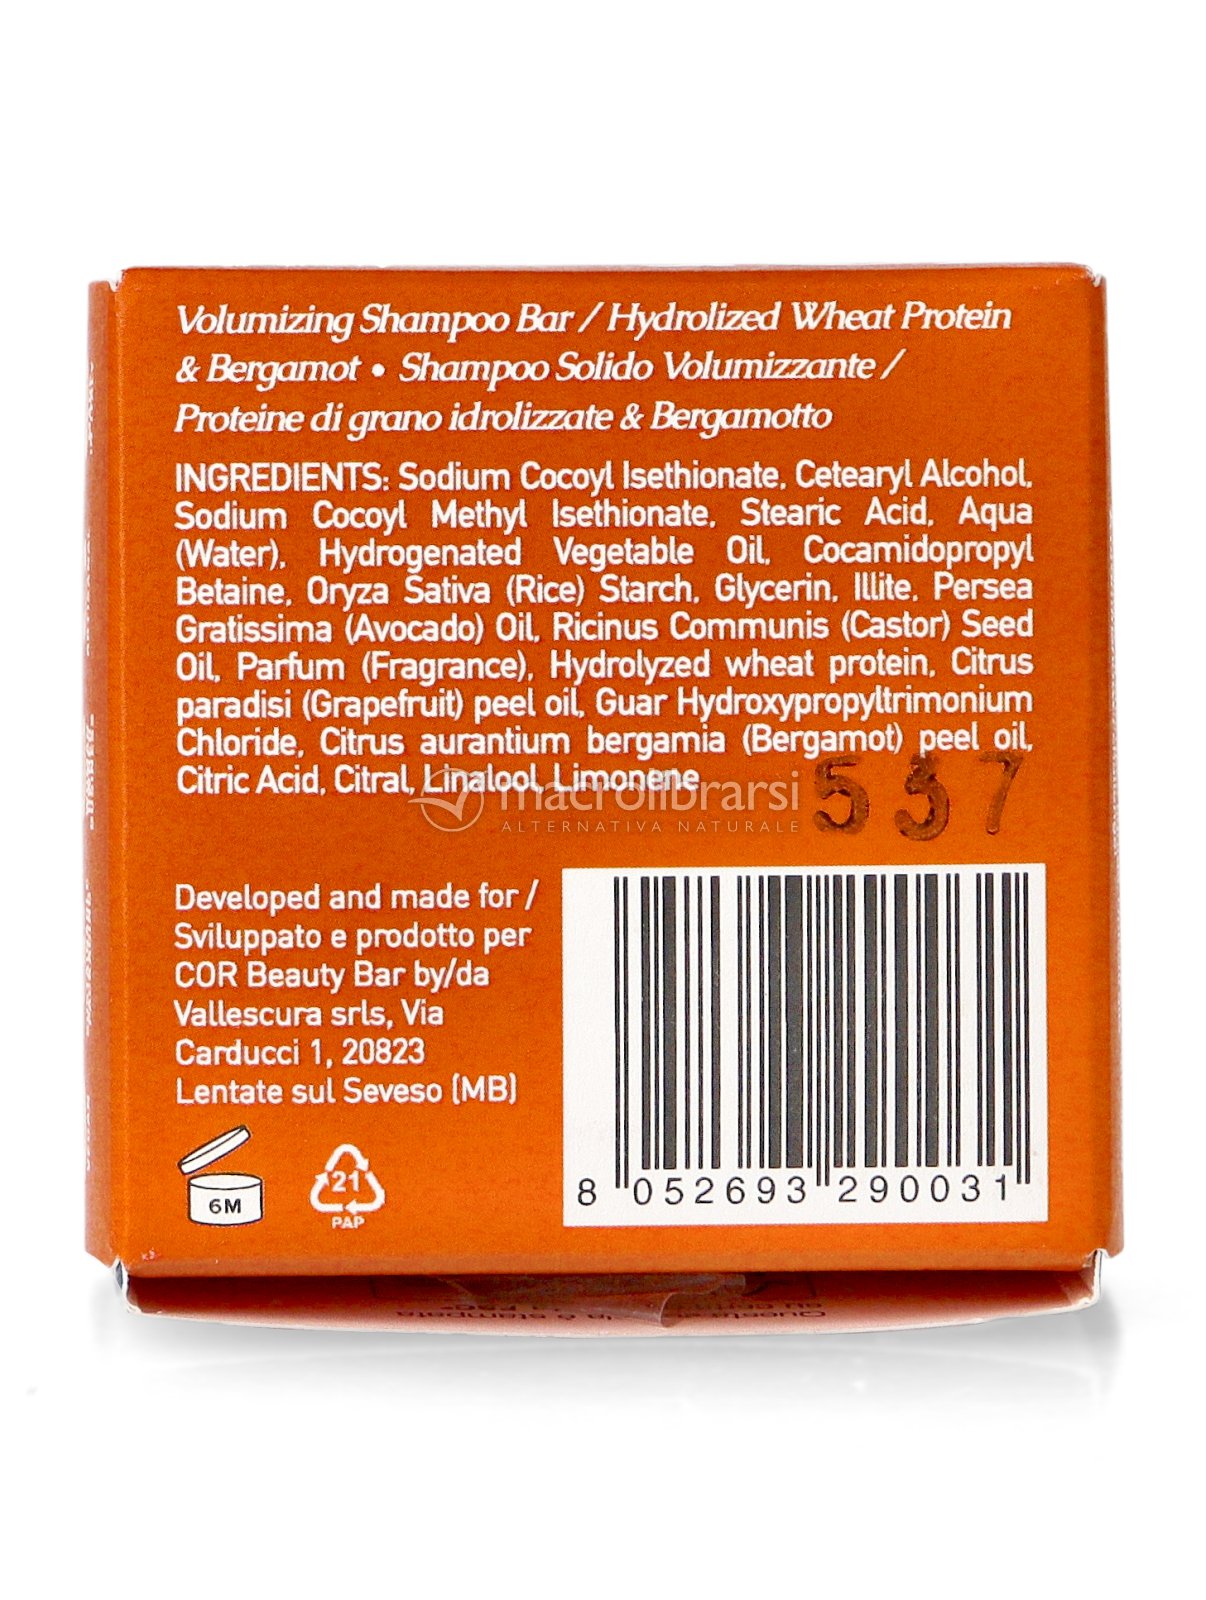 Volumizing Shampoo Bar / Hydrolized Wheat Protein
& Bergamot • Shampoo Solido Volumizzante /
Proteine di grano idrolizzate & Bergamotto
INGREDIENTS: Sodium Cocoyl Isethionate, Cetearyl Alcohol,
Sodium Cocoyl Methyl Isethionate, Stearic Acid, Aqua
(Water), Hydrogenated Vegetable Oil, Cocamidopropyl
Betaine, Oryza Sativa (Rice) Starch, Glycerin, Illite, Persea
Gratissima (Avocado) Oil, Ricinus Communis (Castor) Seed
Oil, Parfum (Fragrance), Hydrolyzed wheat protein, Citrus
paradisi (Grapefruit) peel oil, Guar Hydroxypropyltrimonium
Chloride, Citrus aurantium bergamia (Bergamot) peel oil,
Citric Acid, Citral, Linalool, Limonene
macrolibrarsi
ALTERNATIVA NATURALE
537
Developed and made for /
Sviluppato e prodotto per
COR Beauty Bar by/da
Vallescura srls, Via
Carducci 1, 20823
Lentate sul Seveso (MB)
6M
21
PAP
8 052693 290031
Questa
è stampata